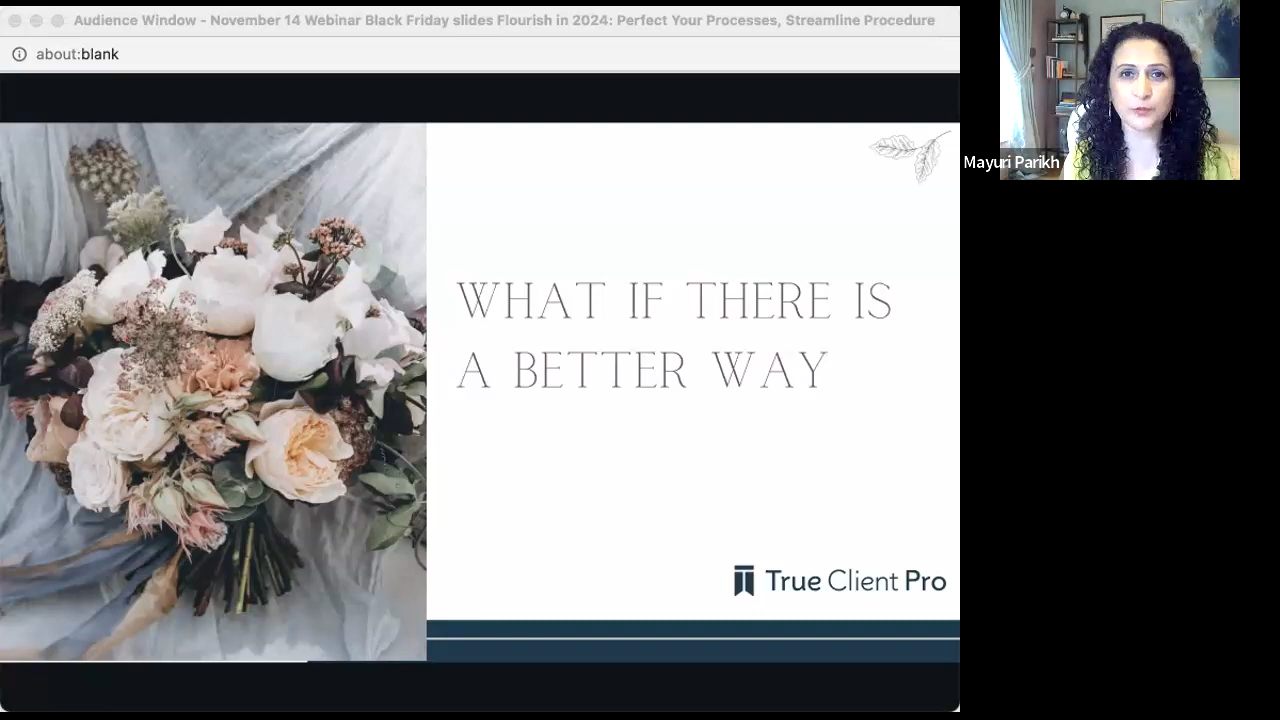 Audience Window - November 14 Webinar Black Friday slides Flourish in 2024: Perfect Your Processes, Streamline Procedure
about:blank
WHAT IF THERE IS
A BETTER WAY
True Client Pro
Mayuri Parikh